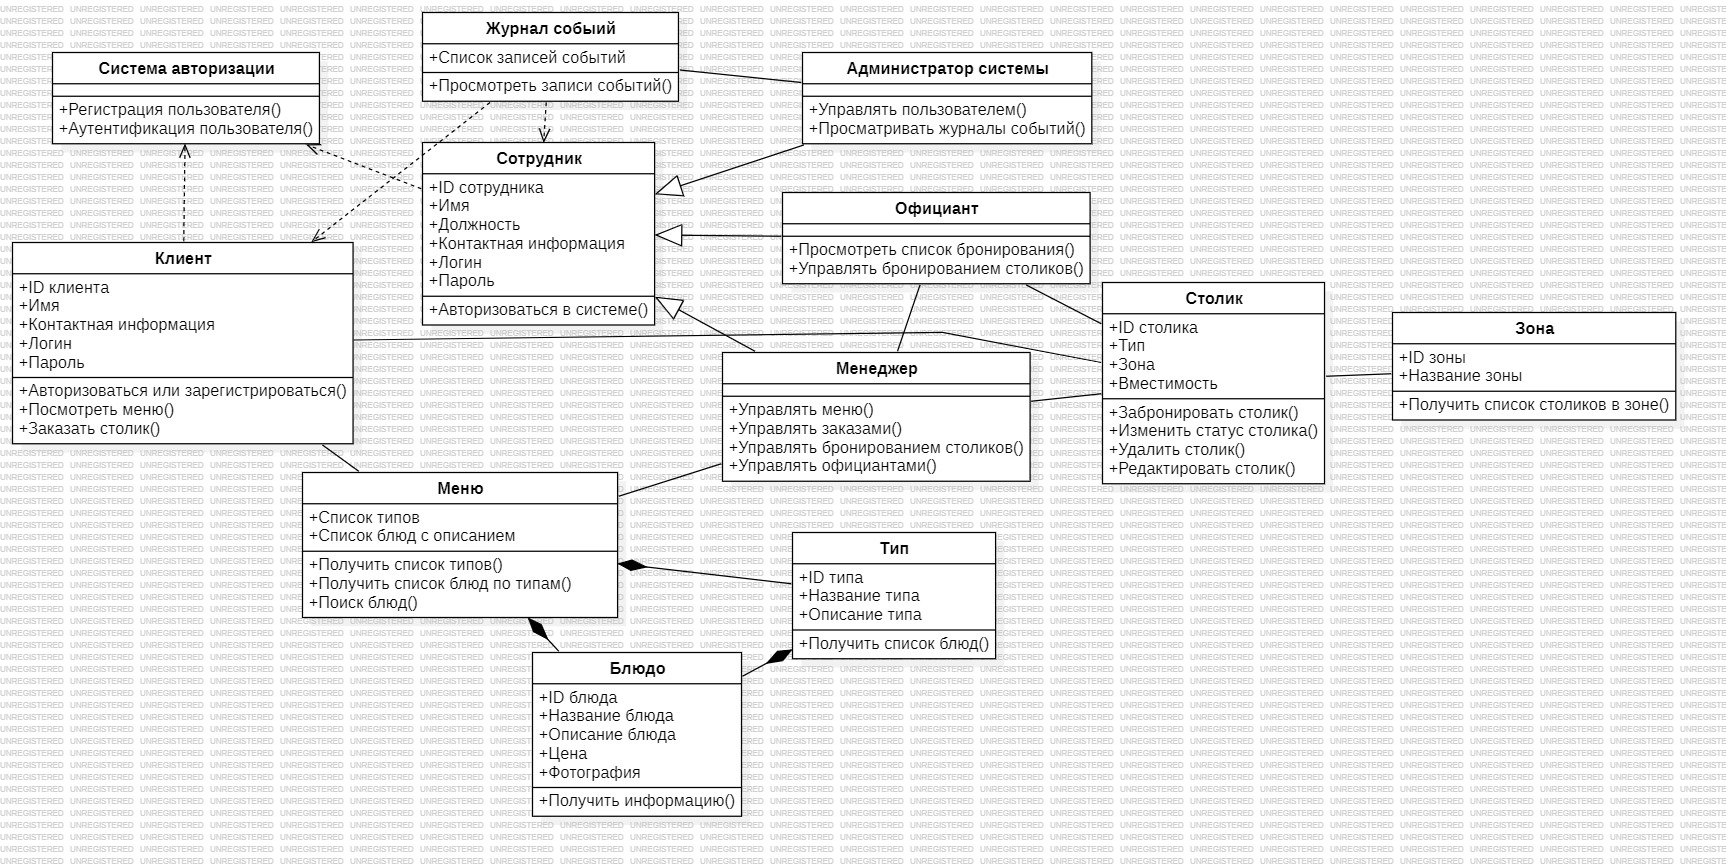 Журнал собыий
+Список записей событий
+Просмотреть записи событий()
Система авторизации
+Регистрация пользователя()
+Аутентификация пользователя()
Администратор системы
+Управлять пользователем()
+Просматривать журналы событий()
Сотрудник
+ID сотрудника
+Имя
+Должность
+Контактная информация
+Логин
+Пароль
+Авторизоваться в системе()
Официант
+Просмотреть список бронирования()
+Управлять бронированием столиков()
Клиент
+ID клиента
+Имя
+Контактная информация
+Логин
+Пароль
+Авторизоваться или зарегистрироваться()
+Посмотреть меню()
+Заказать столик()
Столик
+ID столика
+Тип
+Зона
+Вместимость
+Забронировать столик()
+Изменить статус столика()
+Удалить столик()
+Редактировать столик()
Зона
+ID зоны
+Название зоны
+Получить список столиков в зоне()
Менеджер
+Управлять меню()
+Управлять заказами()
+Управлять бронированием столиков()
+Управлять официантами()
Меню
+Список типов
+Список блюд с описанием
+Получить список типов()
+Получить список блюд по типам()
+Поиск блюд()
Тип
+ID типа
+Название типа
+Описание типа
+Получить список блюд()
Блюдо
+ID блюда
+Название блюда
+Описание блюда
+Цена
+Фотография
+Получить информацию()
UNREGISTERED